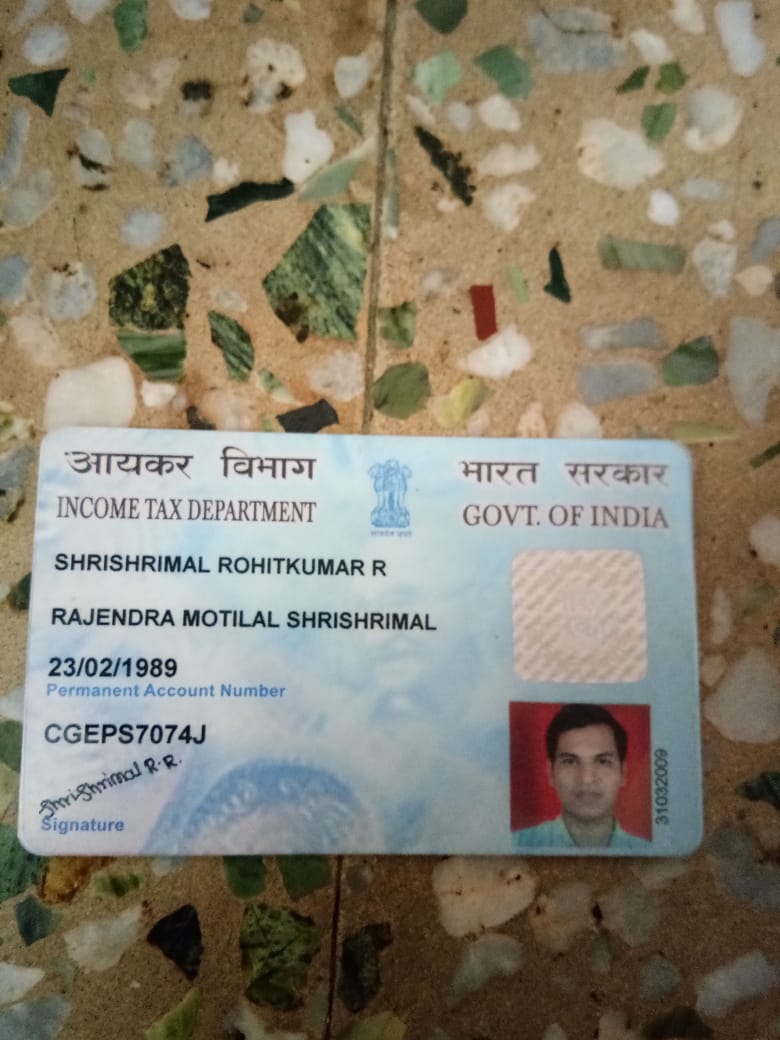 आयकर विभाग
INCOME TAX DEPARTMENT
भारत सरकार
GOVT. OF INDIA
SHRISHRIMAL ROHITKUMAR R
RAJENDRA MOTILAL SHRISHRIMAL
23/02/1989
Permanent Account Number
CGEPS7074J
Shrishrimal R.R.
Signature
31032009